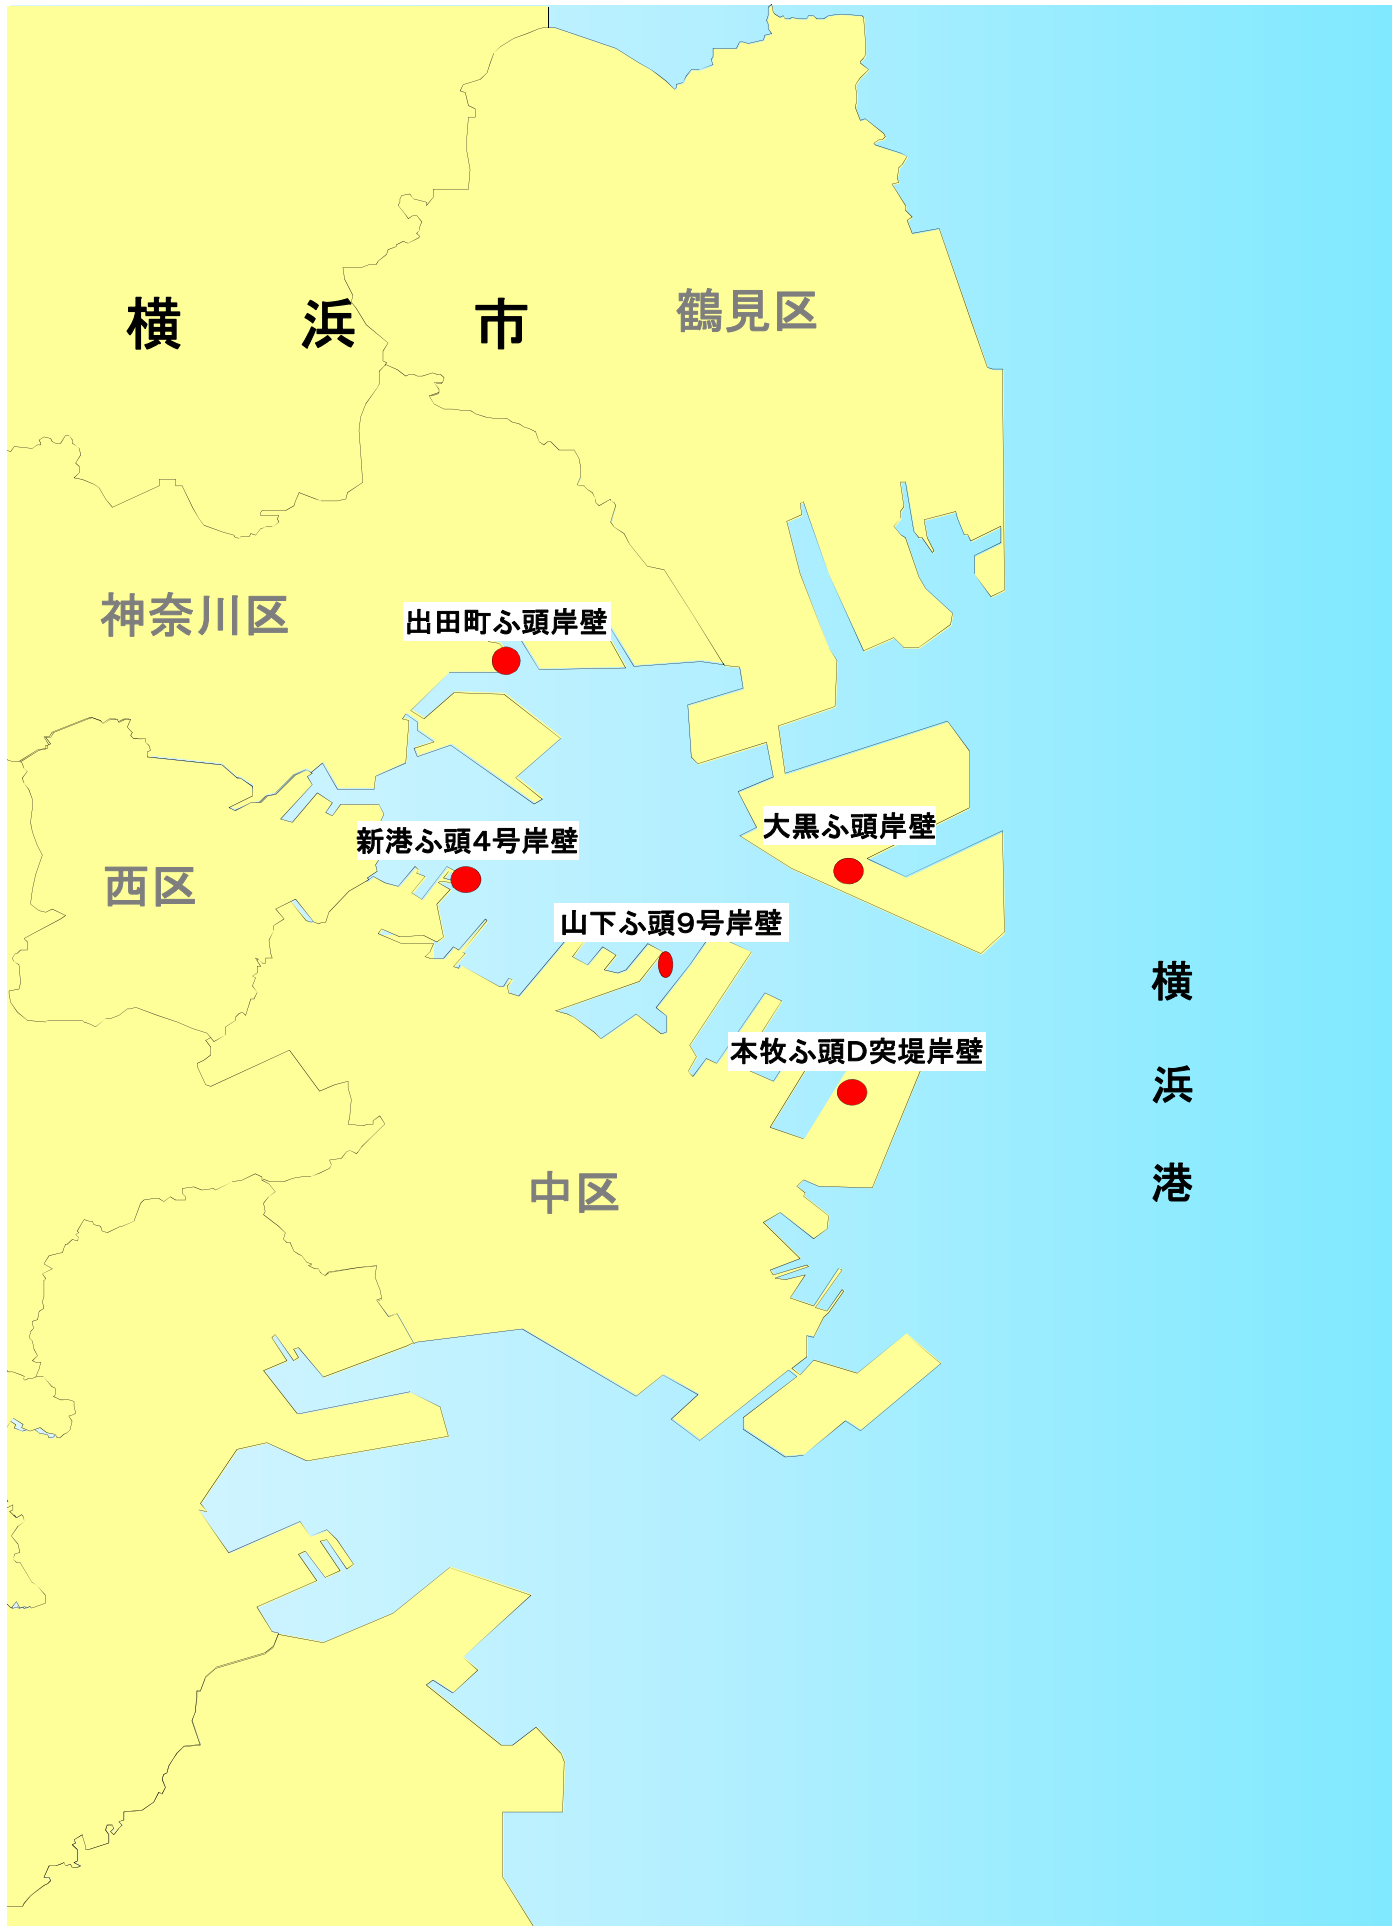 横浜市
鶴見区
神奈川区
出田町ふ頭岸壁
新港ふ頭4号岸壁
大黒ふ頭岸壁
西区
山下ふ頭9号岸壁
本牧ふ頭D突堤岸壁
中区
横浜港